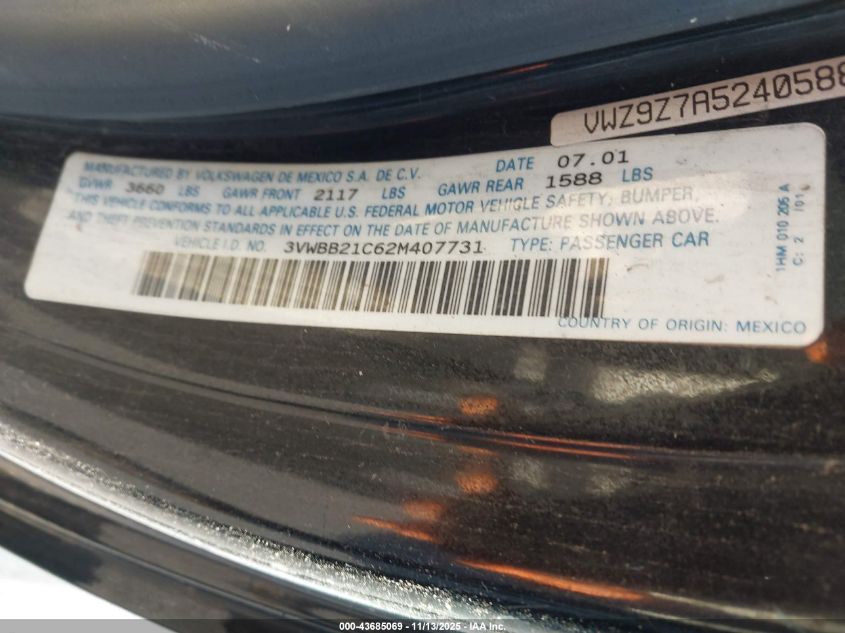 VWZ9Z7A5240588
MANUFACTURED BY VOLKSWAGEN DE MEXICO S.A. DE C.V. DATE 07.01
GVWR 3660 LBS GAWR FRONT 2117 LBS GAWR REAR 1588 LBS
THIS VEHICLE CONFORMS TO ALL APPLICABLE U.S. FEDERAL MOTOR VEHICLE SAFETY, BUMPER,
AND THEFT PREVENTION STANDARDS IN EFFECT ON THE DATE OF MANUFACTURE SHOWN ABOVE.
VEHICLE I.D. NO. 3VWBB21C62M407731 TYPE: PASSENGER CAR
COUNTRY OF ORIGIN: MEXICO
1HM 010 205 A
C: 2
000-43685069 - 11/13/2025 - IAA, Inc.